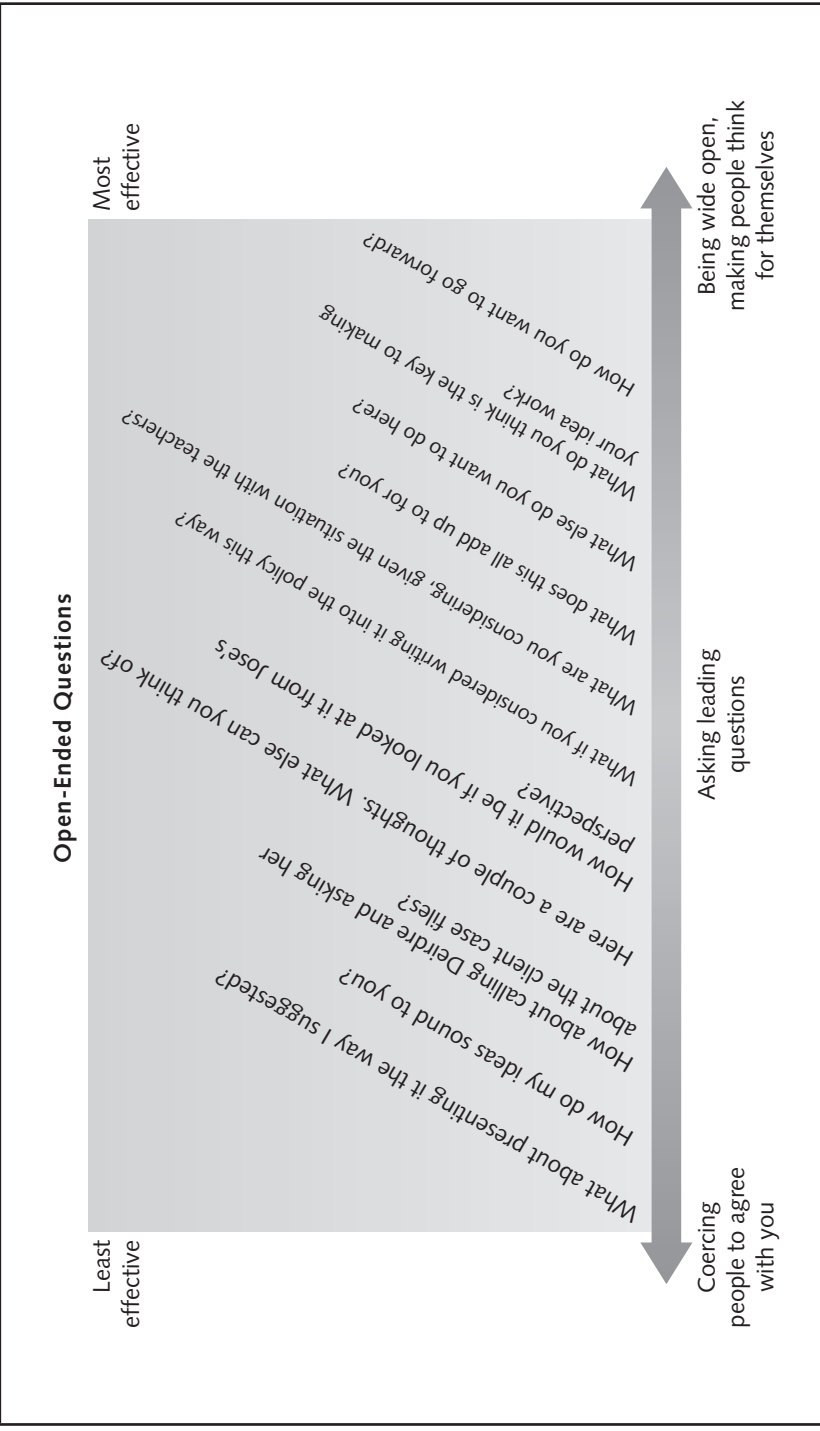 Open-Ended Questions
Least
effective
Most
effective
What about presenting it the way I suggested?
How do my ideas sound to you?
How about calling Deirdre and asking her
about the client case files?
Here are a couple of thoughts. What else can you think of?
How would it be if you looked at it from Jose's
perspective?
What if you considered writing it into the policy this way?
What are you considering, given the situation with the teachers?
What does this all add up to for you?
What else do you want to do here?
What do you think is the key to making
your idea work?
How do you want to go forward?
Coercing
people to agree
with you
Asking leading
questions
Being wide open,
making people think
for themselves